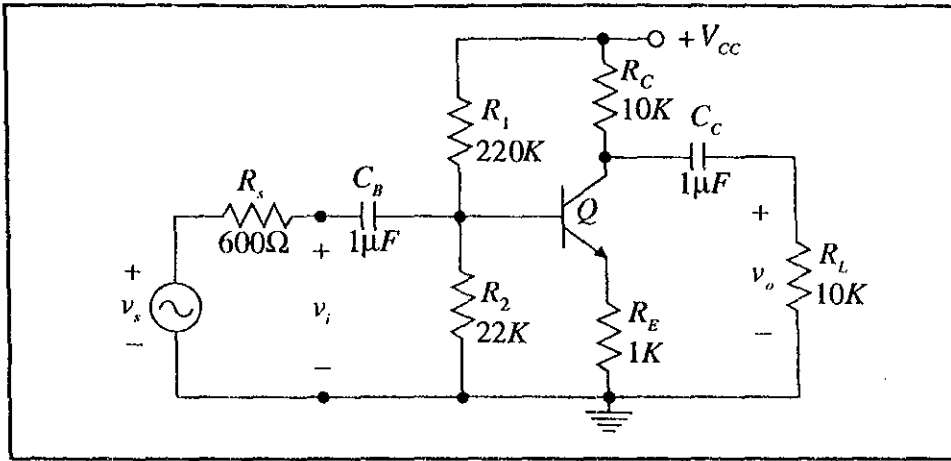 +V_CC
R_C
10K
C_C
1μF
R_1
220K
R_s
600Ω
C_B
1μF
Q
+
v_s
−
+
v_i
−
R_2
22K
R_E
1K
+
v_o
−
R_L
10K